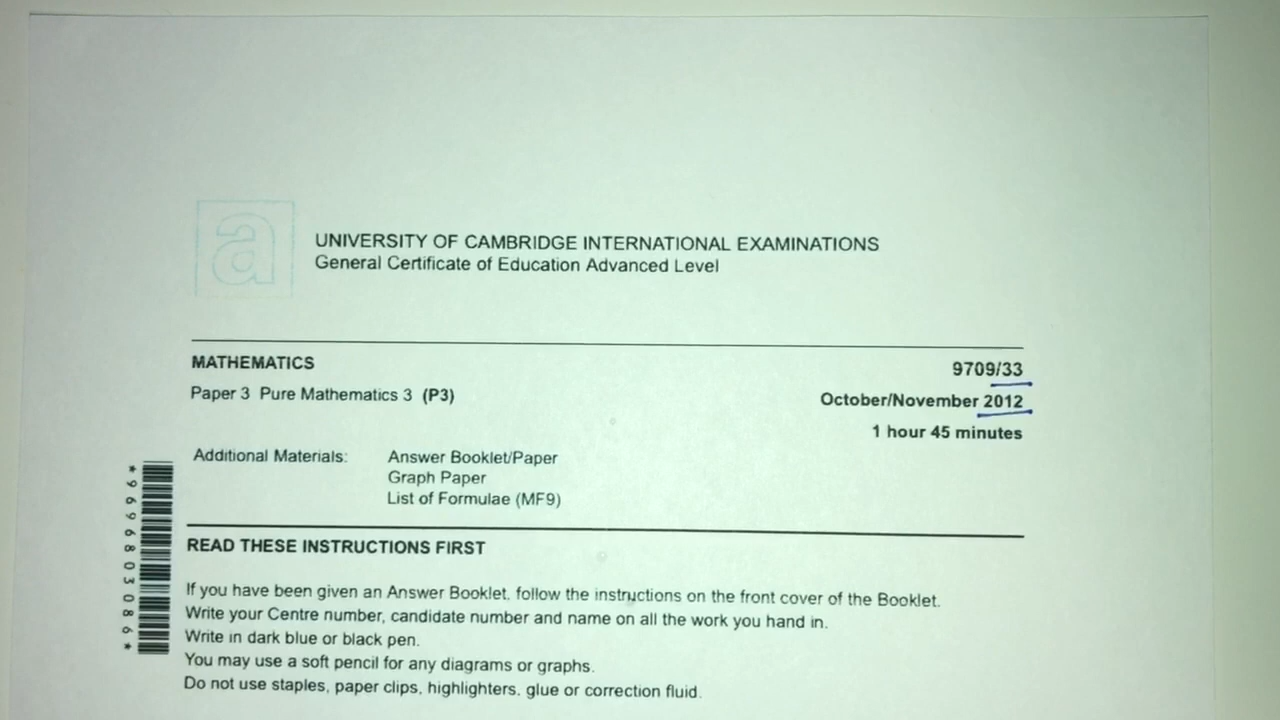 a
UNIVERSITY OF CAMBRIDGE INTERNATIONAL EXAMINATIONS
General Certificate of Education Advanced Level
MATHEMATICS
9709/33
Paper 3 Pure Mathematics 3 (P3)
October/November 2012
1 hour 45 minutes
Additional Materials: Answer Booklet/Paper
Graph Paper
List of Formulae (MF9)
*9696803086*
READ THESE INSTRUCTIONS FIRST
If you have been given an Answer Booklet, follow the instructions on the front cover of the Booklet.
Write your Centre number, candidate number and name on all the work you hand in.
Write in dark blue or black pen.
You may use a soft pencil for any diagrams or graphs.
Do not use staples, paper clips, highlighters, glue or correction fluid.